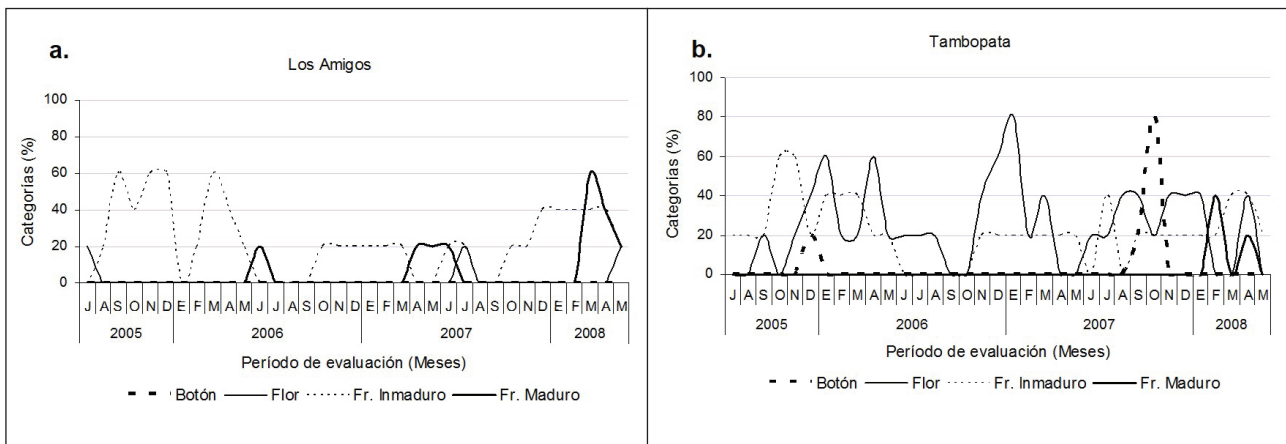 a.
Los Amigos
Categorías (%)
100
80
60
40
20
0
J A S O N D E F M A M J J A S O N D E F M A M J J A S O N D E F M A M
2005 2006 2007 2008
Período de evaluación (Meses)
Botón Flor Fr. Inmaduro Fr. Maduro
b.
Tambopata
Categorías (%)
100
80
60
40
20
0
J A S O N D E F M A M J J A S O N D E F M A M J J A S O N D E F M A M
2005 2006 2007 2008
Período de evaluación (Meses)
Botón Flor Fr. Inmaduro Fr. Maduro